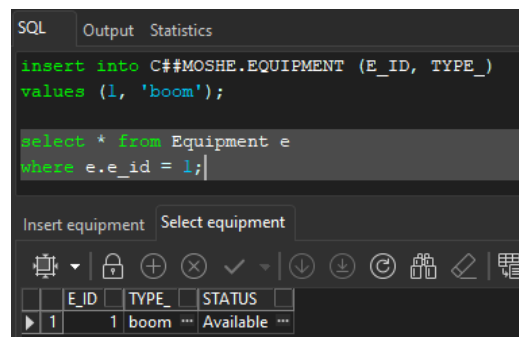 SQL Output Statistics
insert into C##MOSHE.EQUIPMENT (E_ID, TYPE_)
values (1, 'boom');
select * from Equipment e
where e.e_id = 1;
Insert equipment Select equipment
E_ID TYPE_ STATUS
1 1 boom ... Available ...